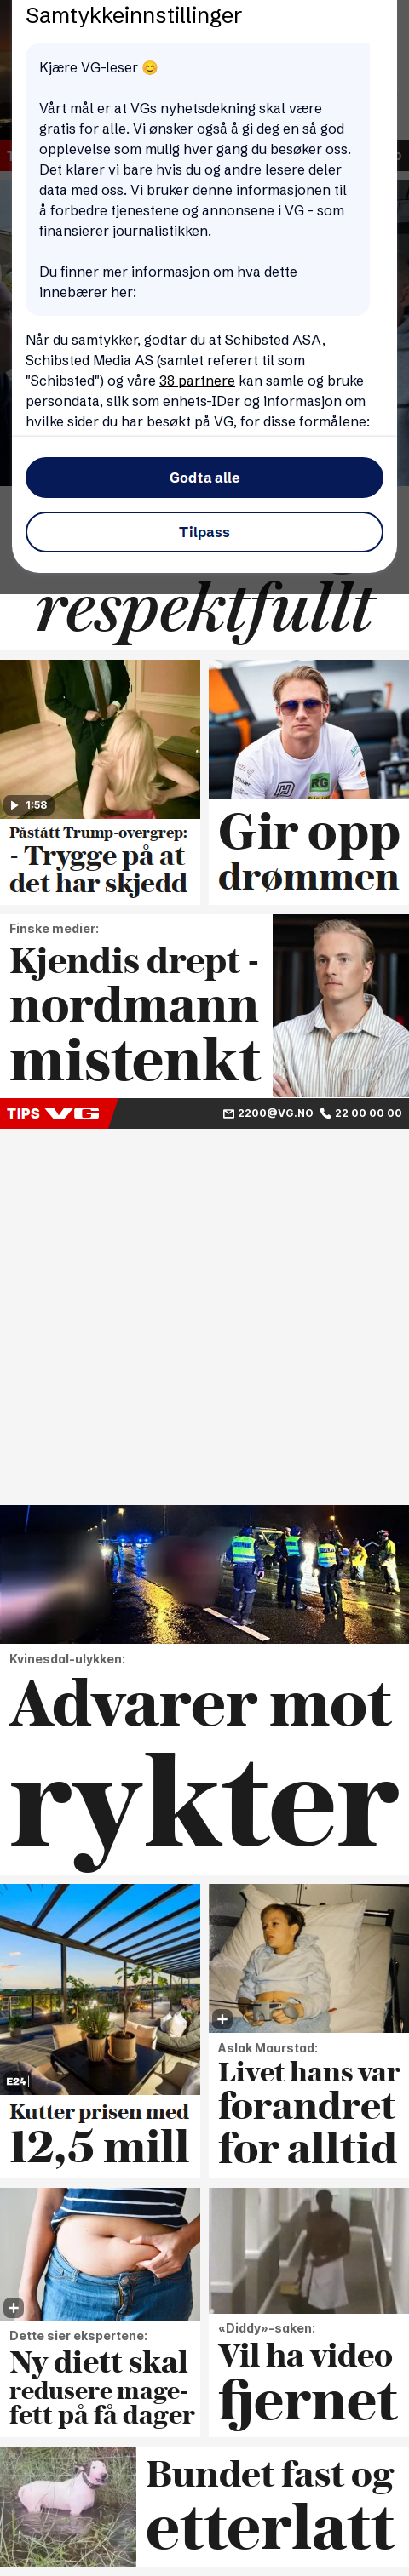 Samtykkeinnstillinger
Kjære VG-leser 😊
Vårt mål er at VGs nyhetsdekning skal være
gratis for alle. Vi ønsker også å gi deg en så god
opplevelse som mulig hver gang du besøker oss.
Det klarer vi bare hvis du og andre lesere deler
data med oss. Vi bruker denne informasjonen til
å forbedre tjenestene og annonsene i VG - som
finansierer journalistikken.
Du finner mer informasjon om hva dette
innebærer her:
Når du samtykker, godtar du at Schibsted ASA,
Schibsted Media AS (samlet referert til som
"Schibsted") og våre 38 partnere kan samle og bruke
persondata, slik som enhets-IDer og informasjon om
hvilke sider du har besøkt på VG, for disse formålene:
Godta alle
Tilpass
respektfullt
1:58
Påstått Trump-overgrep:
- Trygge på at
det har skjedd
Gir opp
drømmen
Finske medier:
Kjendis drept -
nordmann
mistenkt
TIPS VG 2200@VG.NO 22 00 00 00
Kvinesdal-ulykken:
Advarer mot
rykter
E24
Kutter prisen med
12,5 mill
Aslak Maurstad:
Livet hans var
forandret
for alltid
Dette sier ekspertene:
Ny diett skal
redusere mage-
fett på få dager
«Diddy»-saken:
Vil ha video
fjernet
Bundet fast og
etterlatt